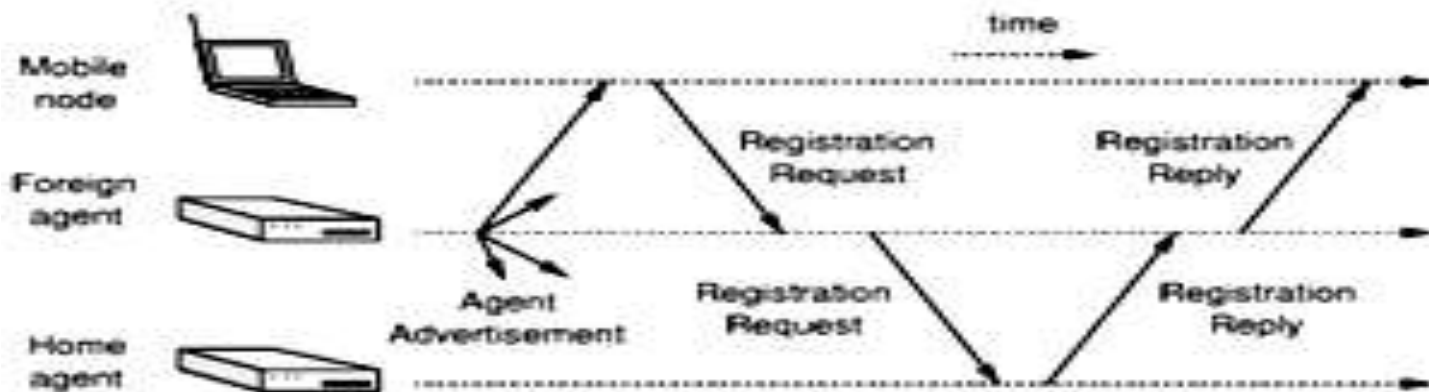 time
Mobile
node
Registration
Request
Registration
Reply
Foreign
agent
Agent
Advertisement
Registration
Request
Registration
Reply
Home
agent